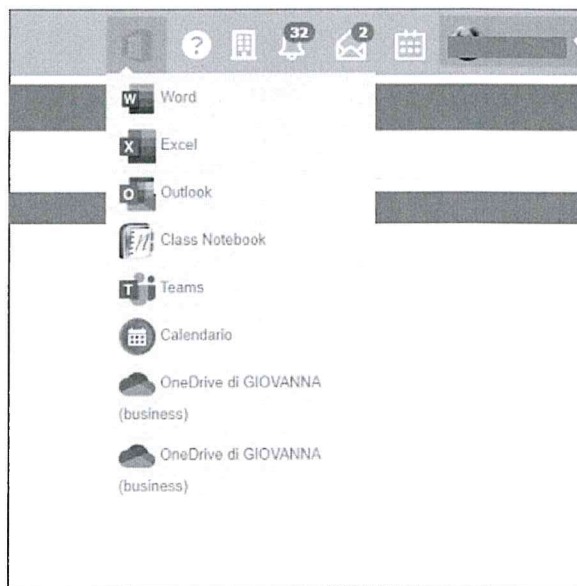 32
2
Word
Excel
Outlook
Class Notebook
Teams
Calendario
OneDrive di GIOVANNA
(business)
OneDrive di GIOVANNA
(business)